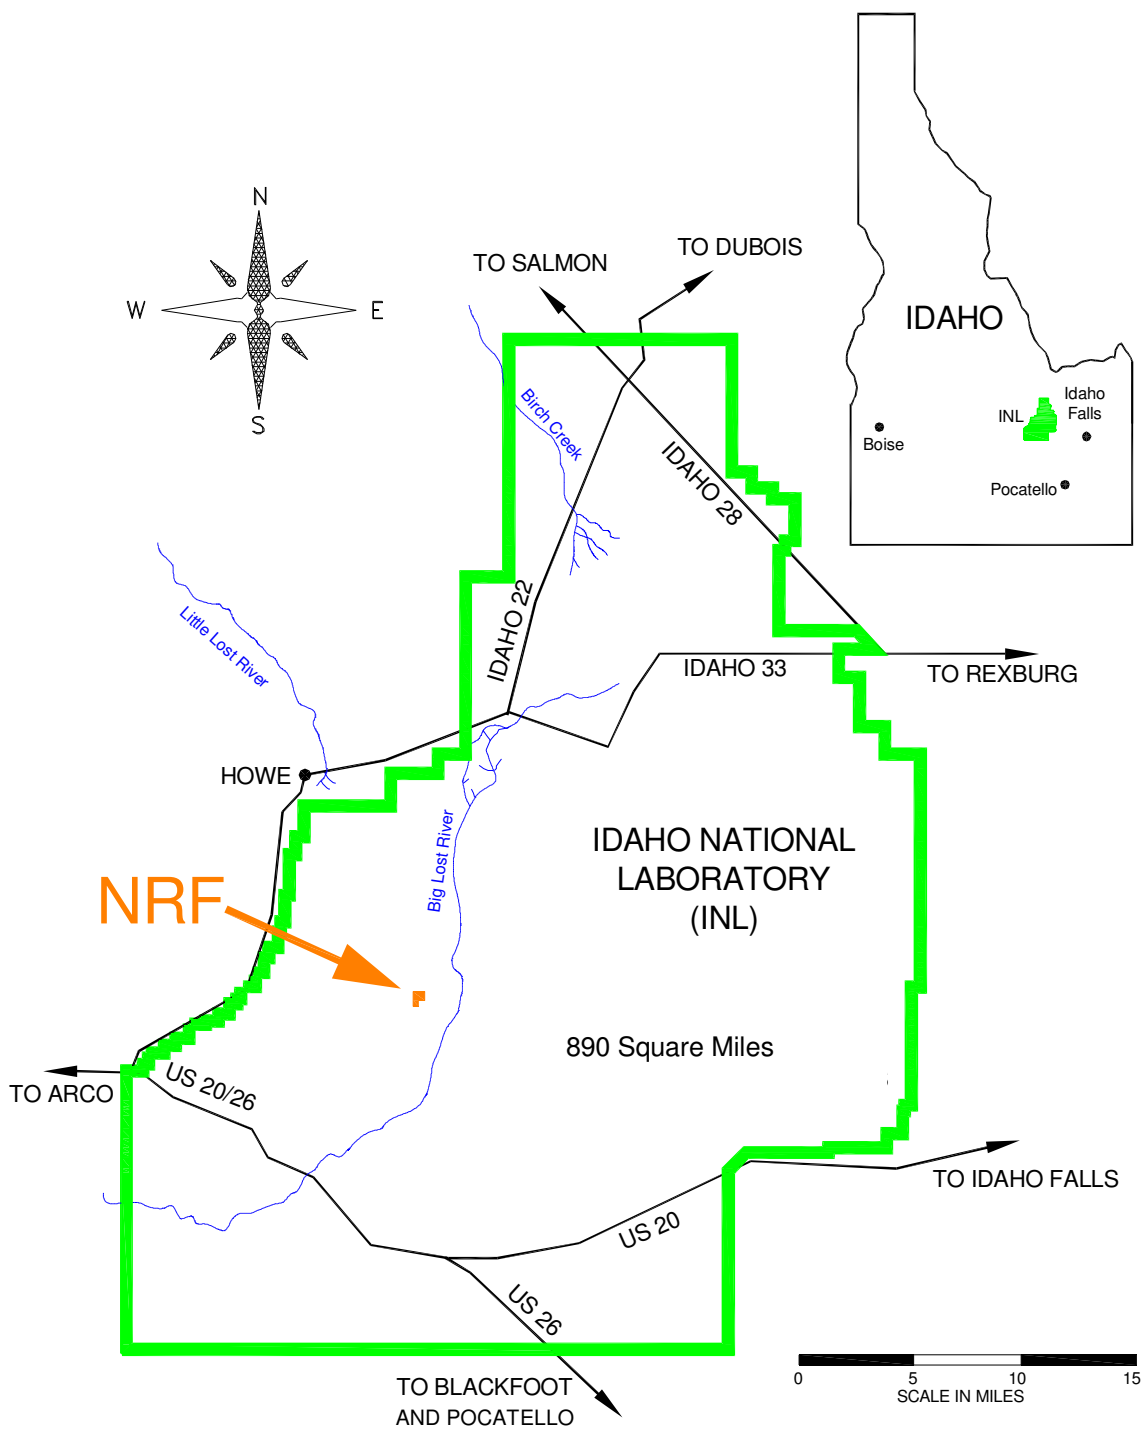 N
W
E
S
TO SALMON
TO DUBOIS
IDAHO
INL
Idaho
Falls
Boise
Pocatello
Birch Creek
IDAHO 28
Little Lost River
IDAHO 22
IDAHO 33
TO REXBURG
HOWE
Big Lost River
IDAHO NATIONAL
LABORATORY
(INL)
NRF
890 Square Miles
TO ARCO
US 20/26
TO IDAHO FALLS
US 20
US 26
TO BLACKFOOT
AND POCATELLO
0 5 10 15
SCALE IN MILES